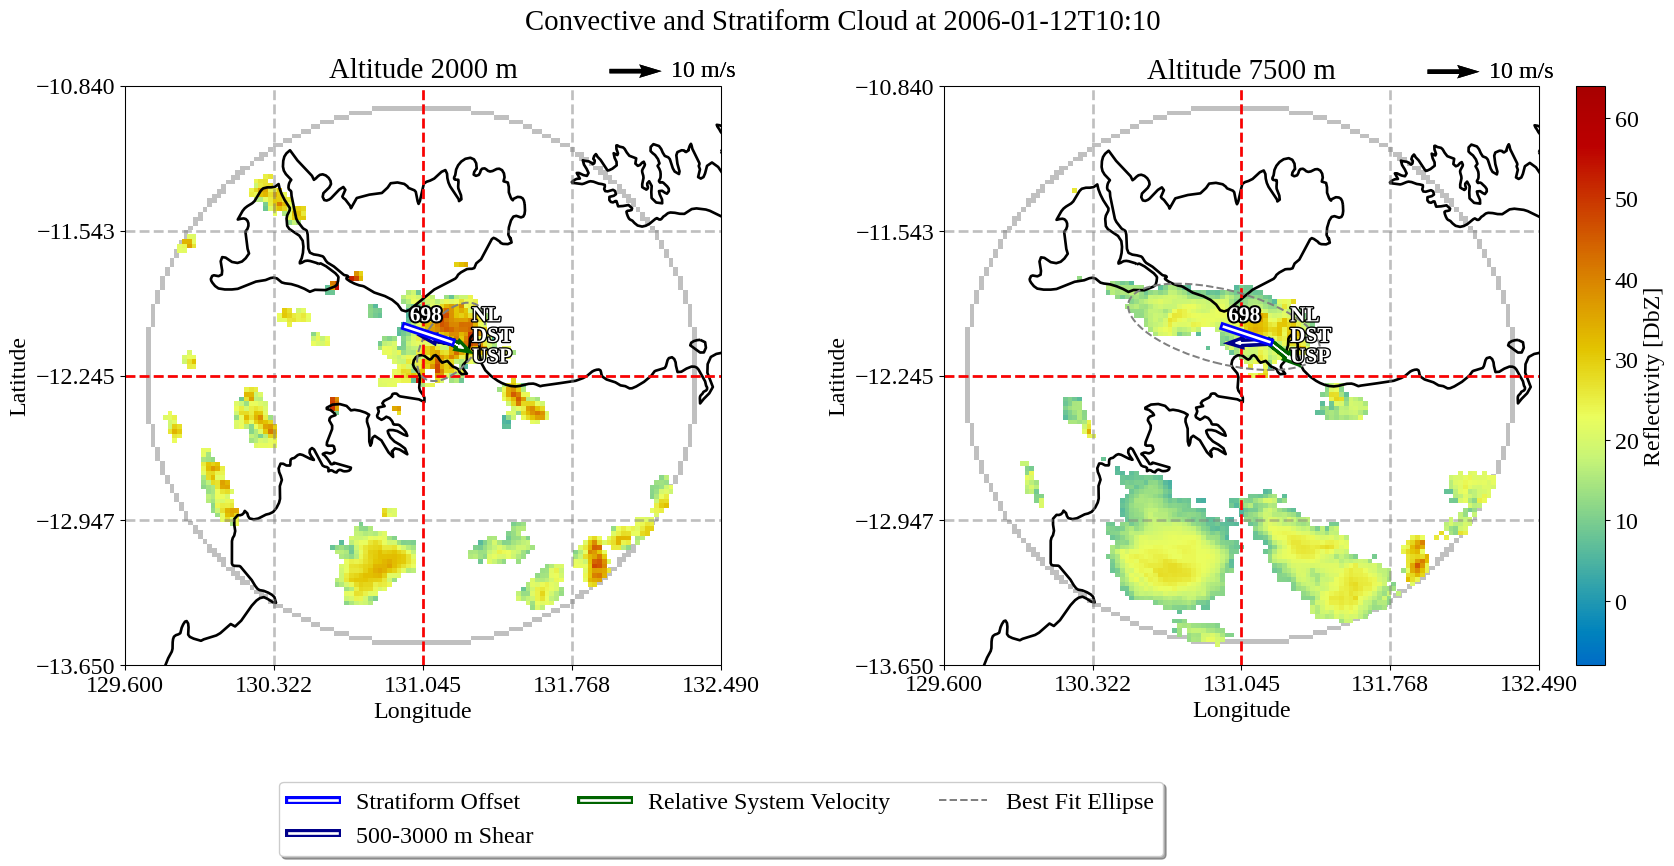 Convective and Stratiform Cloud at 2006-01-12T10:10
Altitude 2000 m
10 m/s
Altitude 7500 m
10 m/s
−10.840
−11.543
−12.245
−12.947
−13.650
Latitude
698
NL
DST
USP
129.600
130.322
131.045
131.768
132.490
Longitude
−10.840
−11.543
−12.245
−12.947
−13.650
Latitude
698
NL
DST
USP
129.600
130.322
131.045
131.768
132.490
Longitude
60
50
40
30
20
10
0
Reflectivity [DbZ]
Stratiform Offset
Relative System Velocity
Best Fit Ellipse
500-3000 m Shear